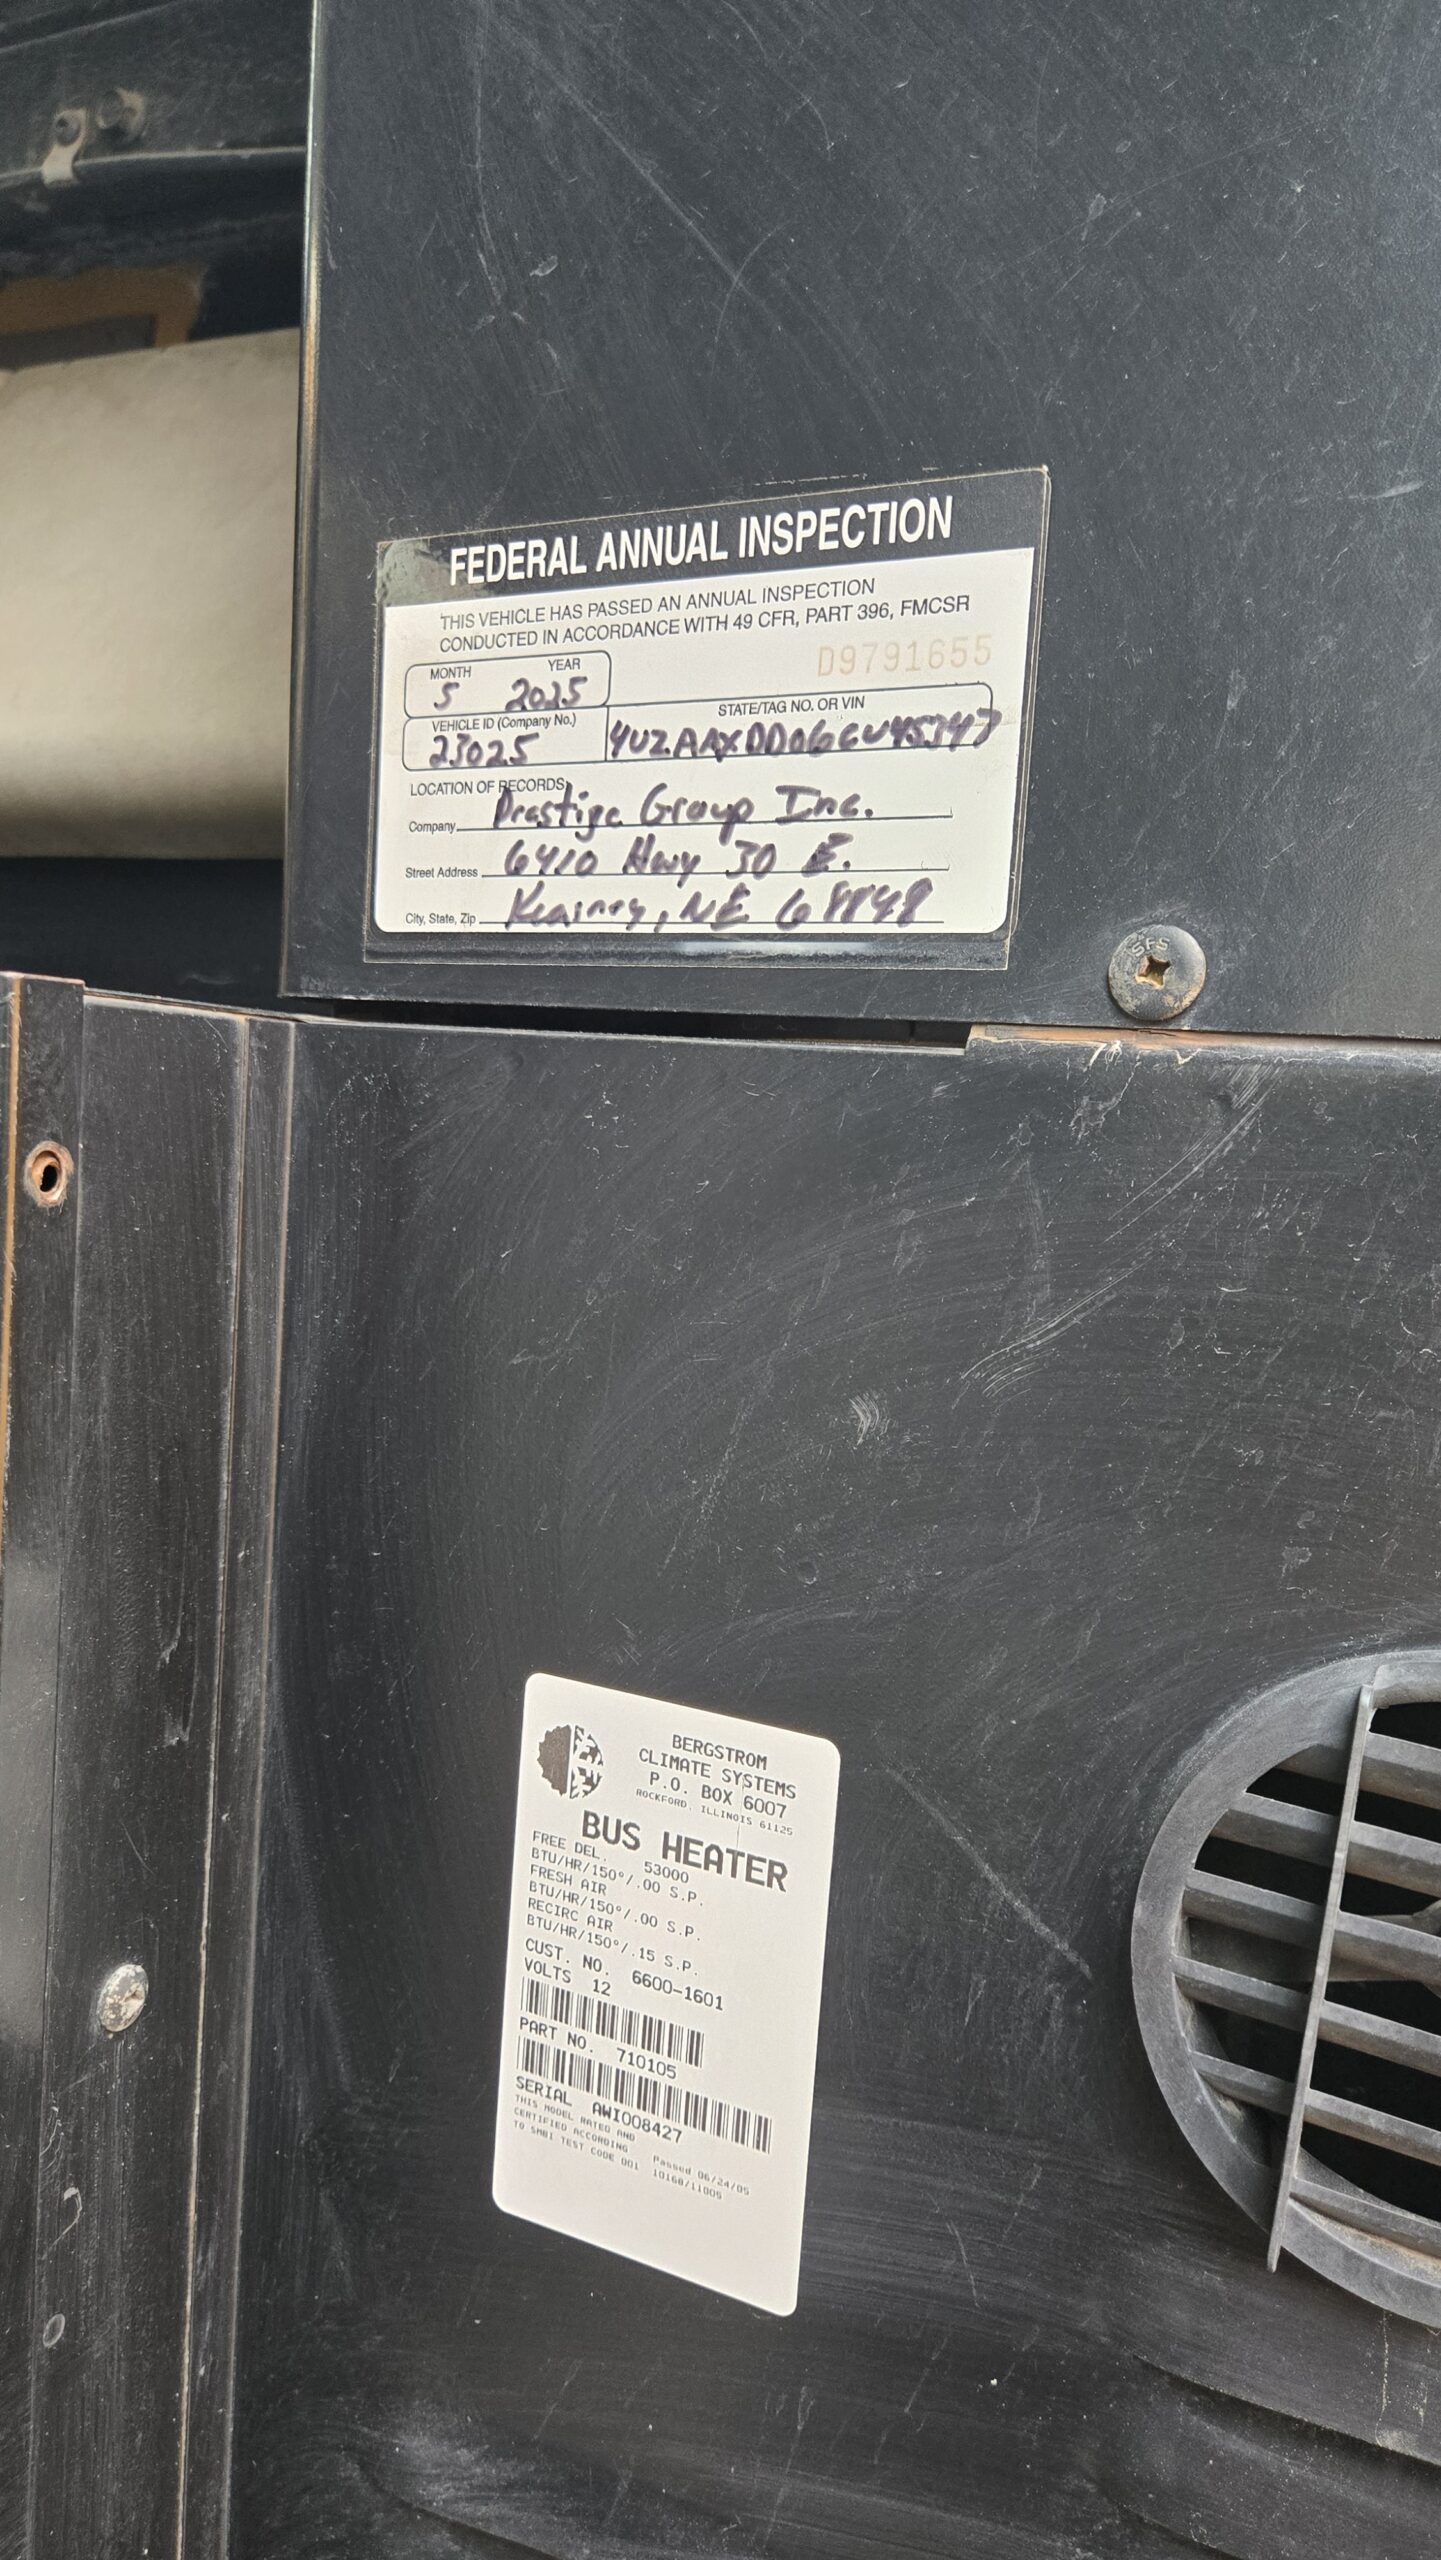 FEDERAL ANNUAL INSPECTION
THIS VEHICLE HAS PASSED AN ANNUAL INSPECTION
CONDUCTED IN ACCORDANCE WITH 49 CFR, PART 396, FMCSR
D9791655
MONTH YEAR
5 2025
VEHICLE ID (Company No.) STATE/TAG NO. OR VIN
23025
LOCATION OF RECORDS:
Company Prestige Group Inc.
Street Address 6410 Hwy 30 E.
City, State, Zip Kearney, NE 68848
SFS
BERGSTROM
CLIMATE SYSTEMS
P.O. BOX 6007
ROCKFORD, ILLINOIS 61125
BUS HEATER
FREE DEL. 53000
BTU/HR/150°/.00 S.P.
FRESH AIR
BTU/HR/150°/.00 S.P.
RECIRC AIR
BTU/HR/150°/.15 S.P.
CUST. NO. 6600-1601
VOLTS 12
PART NO. 710105
SERIAL AWI008427
THIS MODEL RATED AND
CERTIFIED ACCORDING
TO SMBI TEST CODE 001
Passed 06/24/05
10168/11005